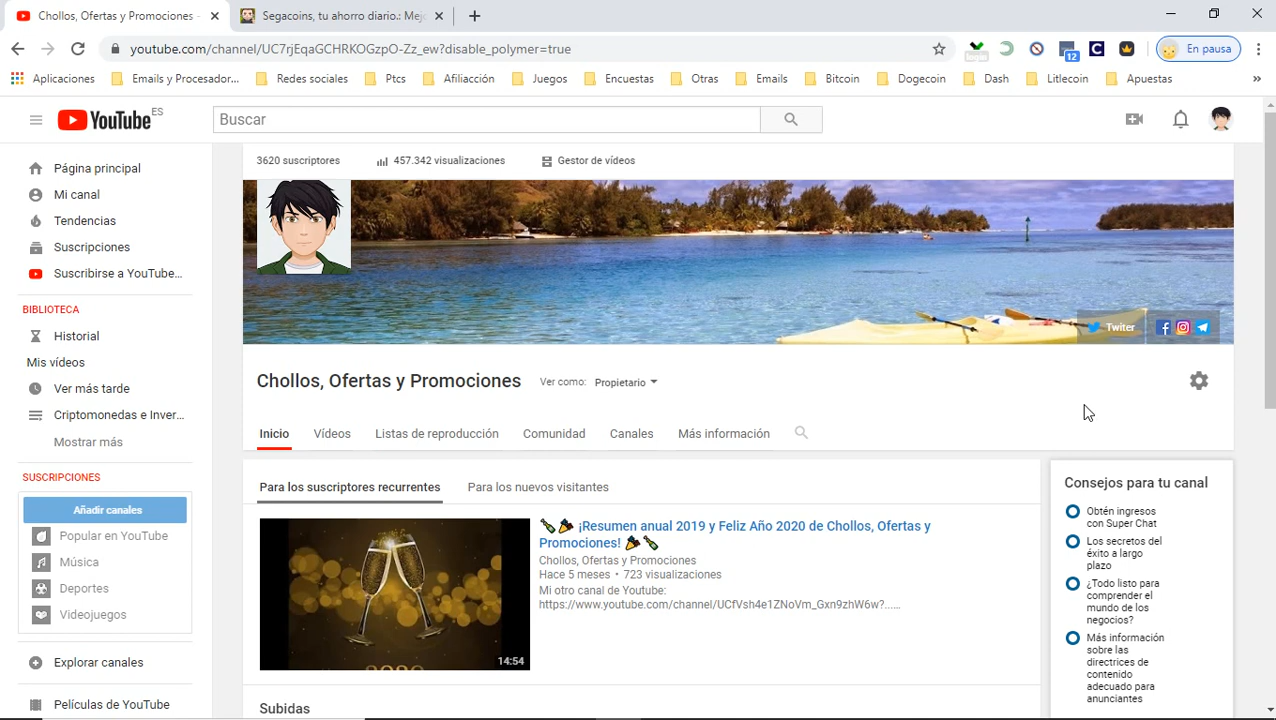 Chollos, Ofertas y Promociones -
Segacoins, tu ahorro diario.: Mejo
youtube.com/channel/UC7rjEqaGCHRKOGzpO-Zz_ew?disable_polymer=true
12
En pausa
Aplicaciones
Emails y Procesador...
Redes sociales
Ptcs
Afiliacción
Juegos
Encuestas
Otras
Emails
Bitcoin
Dogecoin
Dash
Litlecoin
Apuestas
YouTube ES
Buscar
Página principal
Mi canal
Tendencias
Suscripciones
Suscribirse a YouTube...
BIBLIOTECA
Historial
Mis vídeos
Ver más tarde
Criptomonedas e Inver...
Mostrar más
SUSCRIPCIONES
Añadir canales
Popular en YouTube
Música
Deportes
Videojuegos
Explorar canales
Películas de YouTube
3620 suscriptores
457.342 visualizaciones
Gestor de vídeos
Twiter
Chollos, Ofertas y Promociones
Ver como: Propietario
Inicio
Vídeos
Listas de reproducción
Comunidad
Canales
Más información
Para los suscriptores recurrentes
Para los nuevos visitantes
¡Resumen anual 2019 y Feliz Año 2020 de Chollos, Ofertas y
Promociones!
Chollos, Ofertas y Promociones
Hace 5 meses • 723 visualizaciones
Mi otro canal de Youtube:
https://www.youtube.com/channel/UCfVsh4e1ZNoVm_Gxn9zhW6w?......
2020
14:54
Subidas
Consejos para tu canal
Obtén ingresos
con Super Chat
Los secretos del
éxito a largo
plazo
¿Todo listo para
comprender el
mundo de los
negocios?
Más información
sobre las
directrices de
contenido
adecuado para
anunciantes